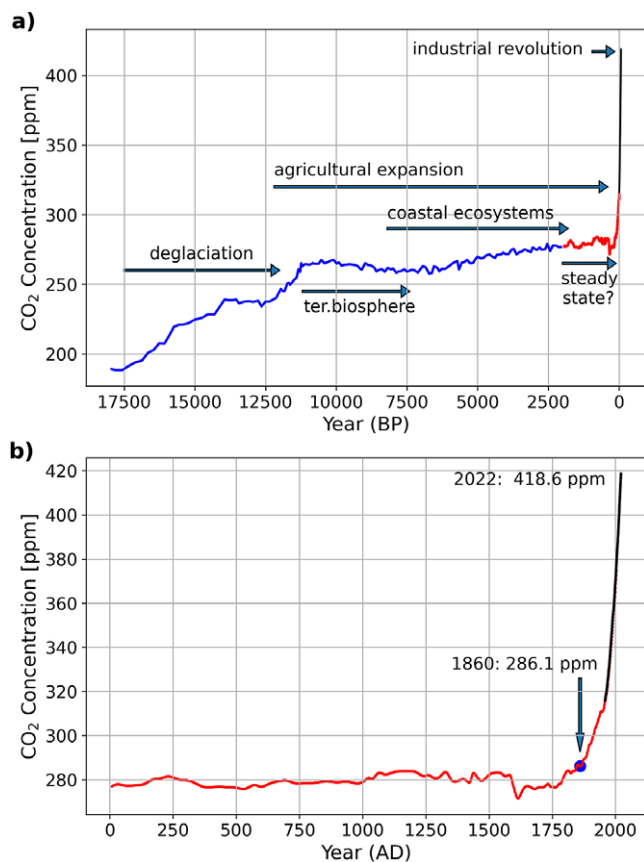 a)
industrial revolution
400
350
agricultural expansion
300
coastal ecosystems
deglaciation
250
ter.biosphere
steady
state?
200
CO₂ Concentration [ppm]
17500 15000 12500 10000 7500 5000 2500 0
Year (BP)
b)
420
2022: 418.6 ppm
400
380
360
340
1860: 286.1 ppm
320
300
280
CO₂ Concentration [ppm]
0 250 500 750 1000 1250 1500 1750 2000
Year (AD)